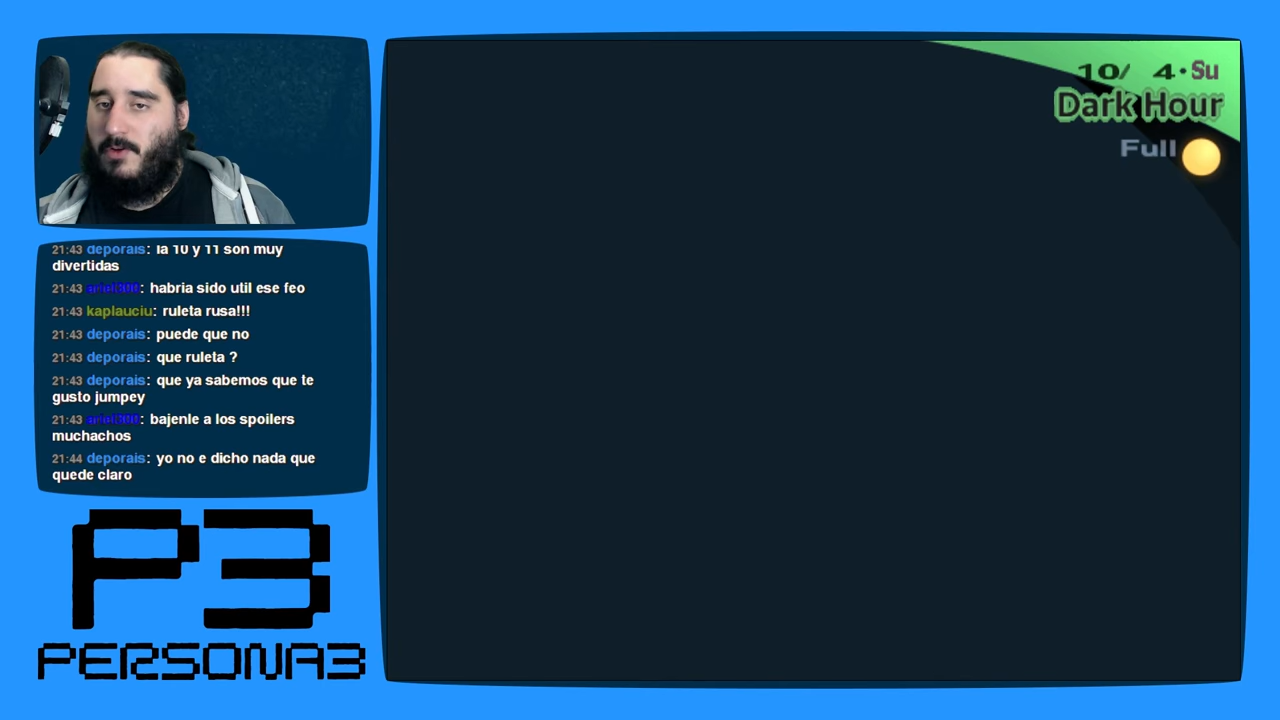 10/ 4·Su
Dark Hour
Full
21:43 deporais: la 10 y 11 son muy
divertidas
21:43 ariel300: habria sido util ese feo
21:43 kaplauciu: ruleta rusa!!!
21:43 deporais: puede que no
21:43 deporais: que ruleta ?
21:43 deporais: que ya sabemos que te
gusto jumpey
21:43 ariel300: bajenle a los spoilers
muchachos
21:44 deporais: yo no e dicho nada que
quede claro
P3
PERSONA3